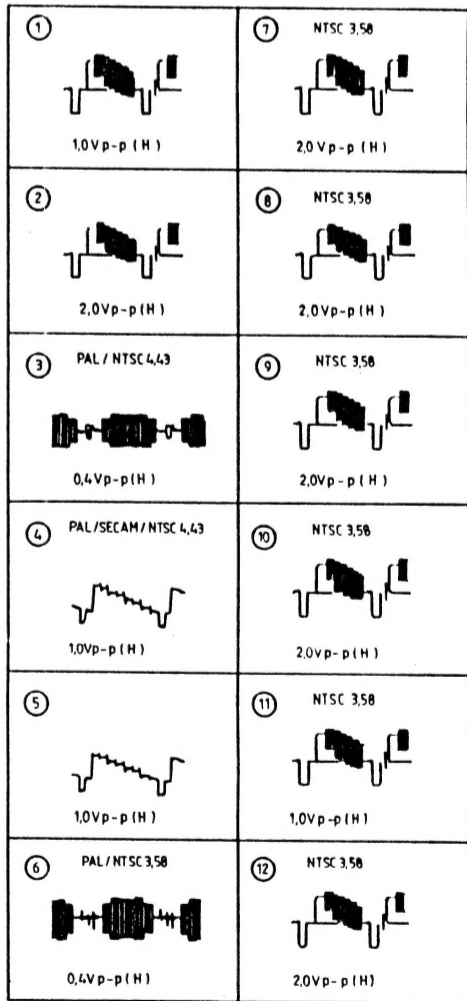 1
1,0Vp-p (H)
2
2,0Vp-p(H)
3
PAL / NTSC 4,43
0,4Vp-p(H)
4
PAL/SECAM/NTSC 4,43
1,0Vp-p(H)
5
1,0Vp-p(H)
6
PAL/NTSC 3,58
0,4Vp-p(H)
7
NTSC 3,58
2,0Vp-p(H)
8
NTSC 3,58
2,0Vp-p(H)
9
NTSC 3,58
2,0Vp-p(H)
10
NTSC 3,58
2,0Vp-p(H)
11
NTSC 3,58
1,0Vp-p(H)
12
NTSC 3,58
2,0Vp-p(H)